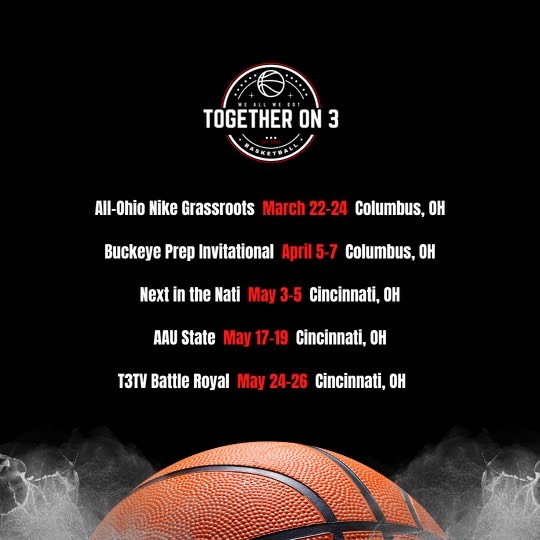 WE ALL WE GOT
TOGETHER ON 3
BASKETBALL
All-Ohio Nike Grassroots March 22-24 Columbus, OH
Buckeye Prep Invitational April 5-7 Columbus, OH
Next in the Nati May 3-5 Cincinnati, OH
AAU State May 17-19 Cincinnati, OH
T3TV Battle Royal May 24-26 Cincinnati, OH